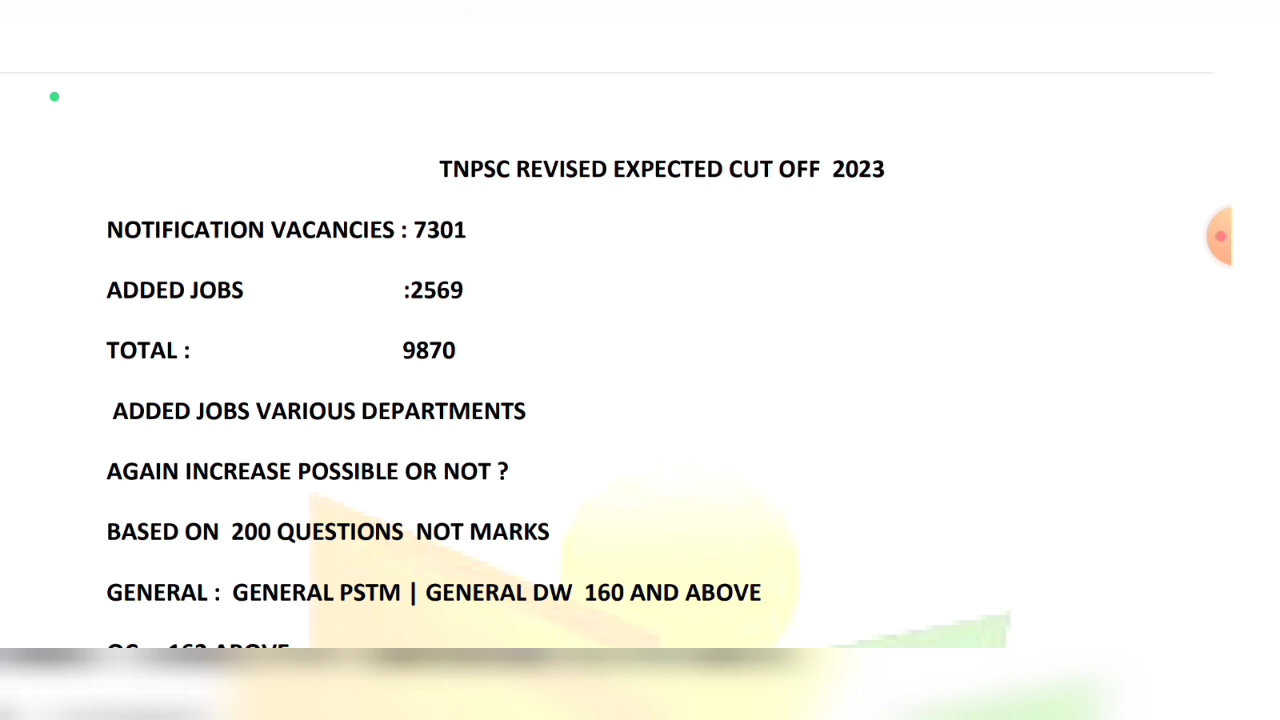 TNPSC REVISED EXPECTED CUT OFF 2023
NOTIFICATION VACANCIES : 7301
ADDED JOBS :2569
TOTAL : 9870
ADDED JOBS VARIOUS DEPARTMENTS
AGAIN INCREASE POSSIBLE OR NOT ?
BASED ON 200 QUESTIONS NOT MARKS
GENERAL : GENERAL PSTM | GENERAL DW 160 AND ABOVE